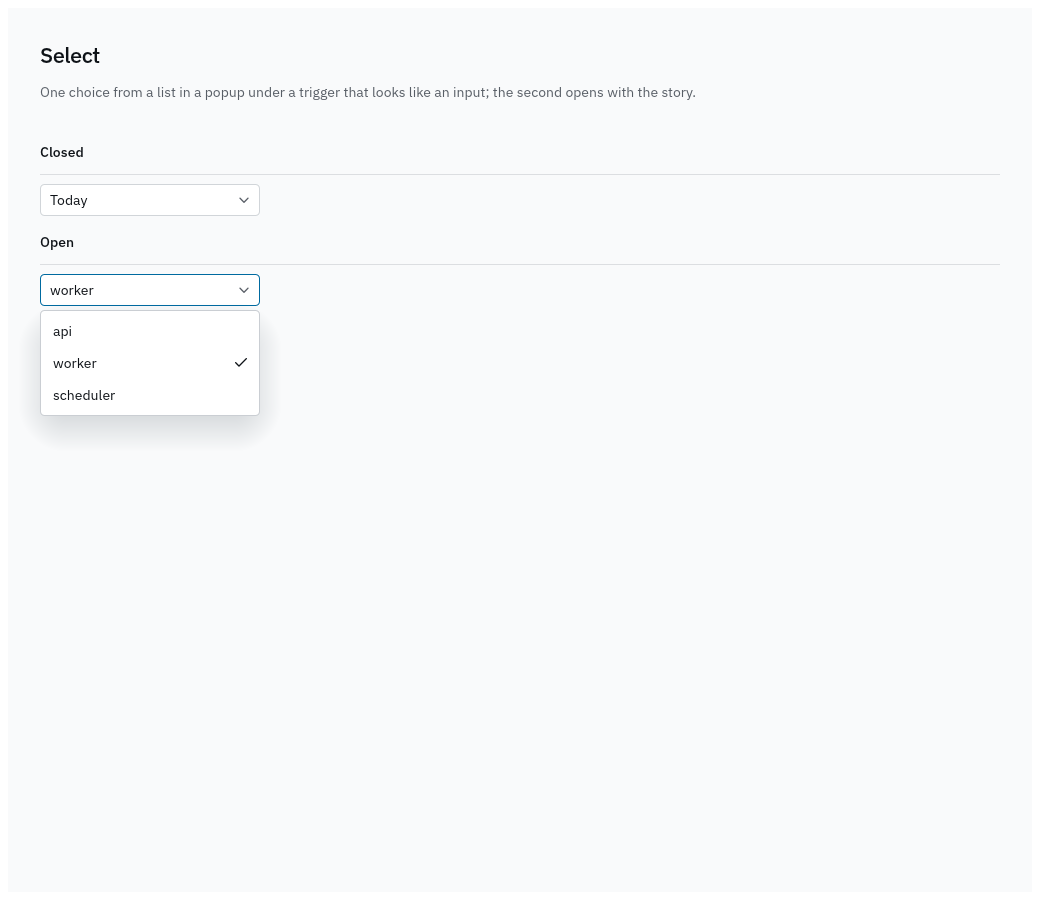 Select
One choice from a list in a popup under a trigger that looks like an input; the second opens with the story.
Closed
Today
Open
worker
api
worker
scheduler